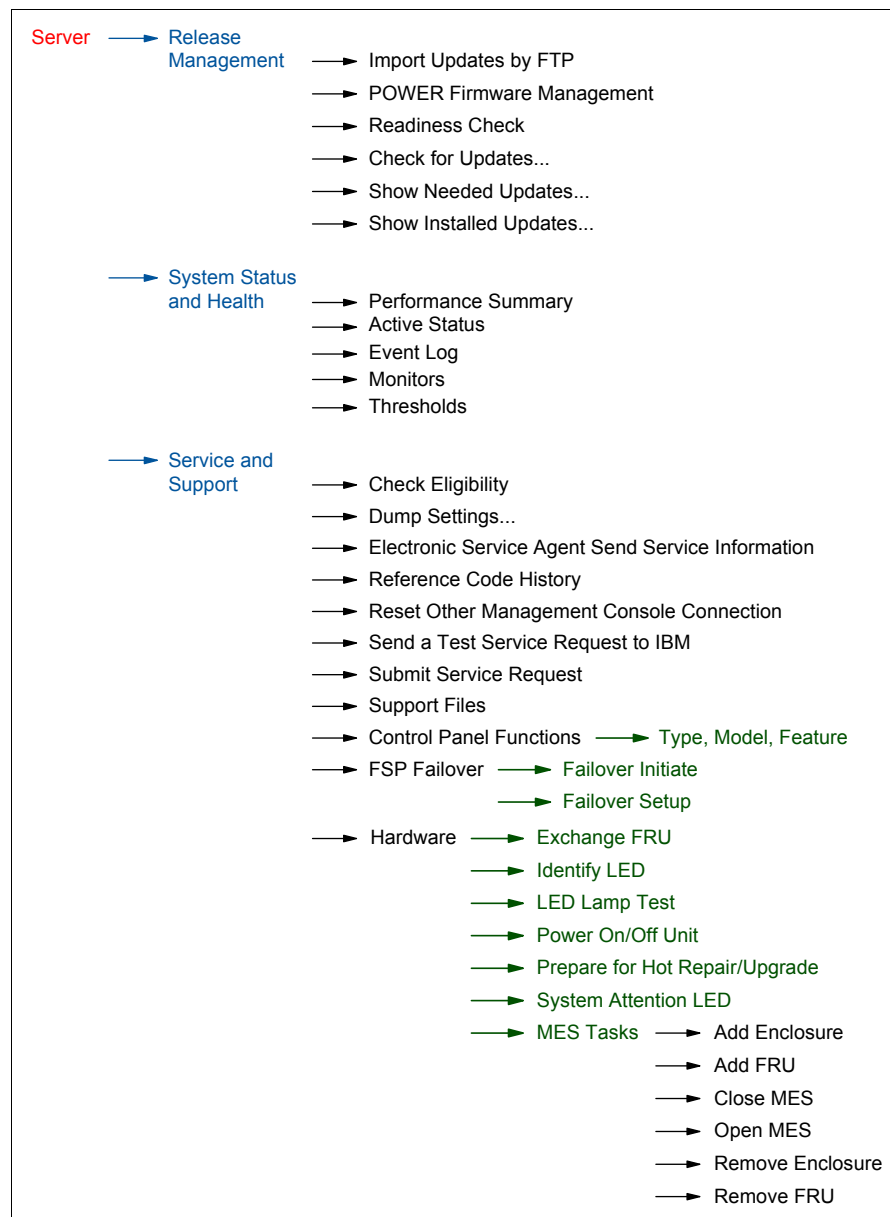 Server
Release
Management
Import Updates by FTP
POWER Firmware Management
Readiness Check
Check for Updates...
Show Needed Updates...
Show Installed Updates...
System Status
and Health
Performance Summary
Active Status
Event Log
Monitors
Thresholds
Service and
Support
Check Eligibility
Dump Settings...
Electronic Service Agent Send Service Information
Reference Code History
Reset Other Management Console Connection
Send a Test Service Request to IBM
Submit Service Request
Support Files
Control Panel Functions
Type, Model, Feature
FSP Failover
Failover Initiate
Failover Setup
Hardware
Exchange FRU
Identify LED
LED Lamp Test
Power On/Off Unit
Prepare for Hot Repair/Upgrade
System Attention LED
MES Tasks
Add Enclosure
Add FRU
Close MES
Open MES
Remove Enclosure
Remove FRU